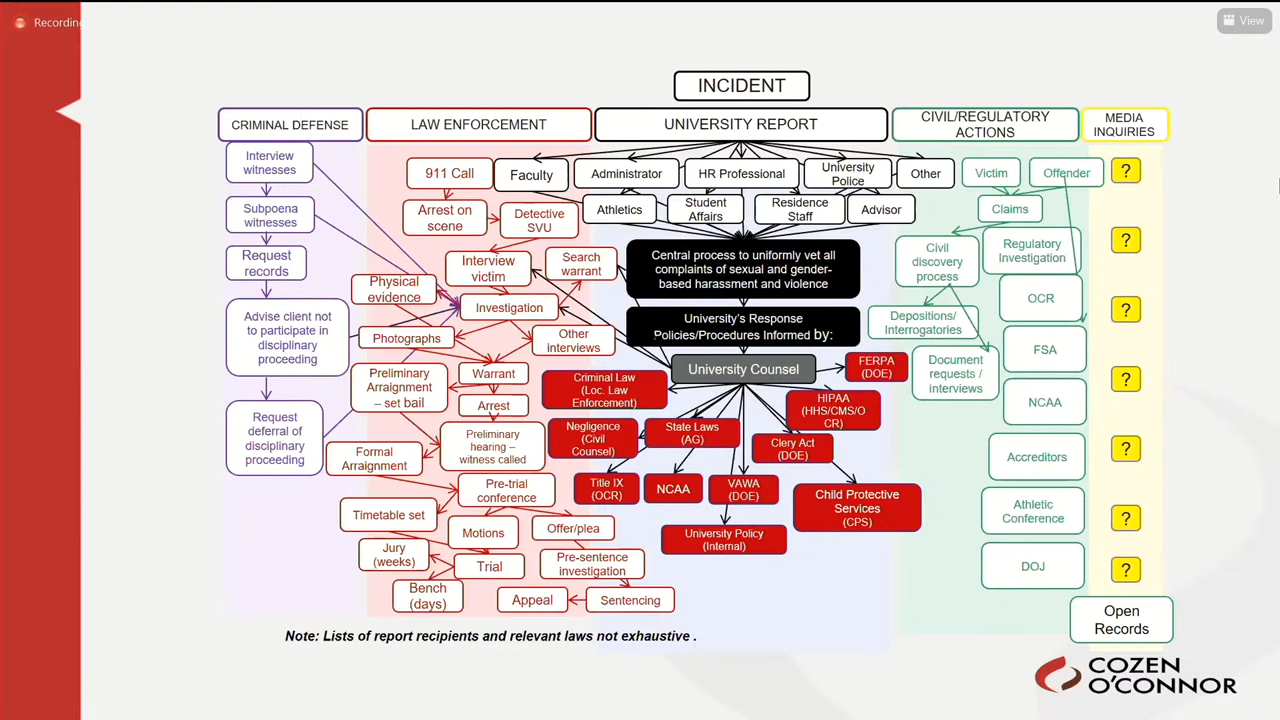 Recording
View
INCIDENT
CRIMINAL DEFENSE
LAW ENFORCEMENT
UNIVERSITY REPORT
CIVIL/REGULATORY
ACTIONS
MEDIA
INQUIRIES
Interview
witnesses
Subpoena
witnesses
Request
records
Advise client not
to participate in
disciplinary
proceeding
Request
deferral of
disciplinary
proceeding
911 Call
Arrest on
scene
Detective
SVU
Interview
victim
Search
warrant
Physical
evidence
Investigation
Photographs
Other
interviews
Preliminary
Arraignment
– set bail
Warrant
Arrest
Preliminary
hearing –
witness called
Formal
Arraignment
Pre-trial
conference
Timetable set
Motions
Offer/plea
Jury
(weeks)
Trial
Pre-sentence
investigation
Bench
(days)
Appeal
Sentencing
Faculty
Administrator
HR Professional
University
Police
Other
Athletics
Student
Affairs
Residence
Staff
Advisor
Central process to uniformly vet all
complaints of sexual and gender-
based harassment and violence
University's Response
Policies/Procedures Informed by:
University Counsel
FERPA
(DOE)
Criminal Law
(Loc. Law
Enforcement)
HIPAA
(HHS/CMS/O
CR)
Negligence
(Civil
Counsel)
State Laws
(AG)
Clery Act
(DOE)
Title IX
(OCR)
NCAA
VAWA
(DOE)
Child Protective
Services
(CPS)
University Policy
(Internal)
Victim
Offender
Claims
Civil
discovery
process
Regulatory
Investigation
OCR
Depositions/
Interrogatories
FSA
Document
requests /
interviews
NCAA
Accreditors
Athletic
Conference
DOJ
?
?
?
?
?
?
?
Open
Records
Note: Lists of report recipients and relevant laws not exhaustive .
COZEN
O'CONNOR